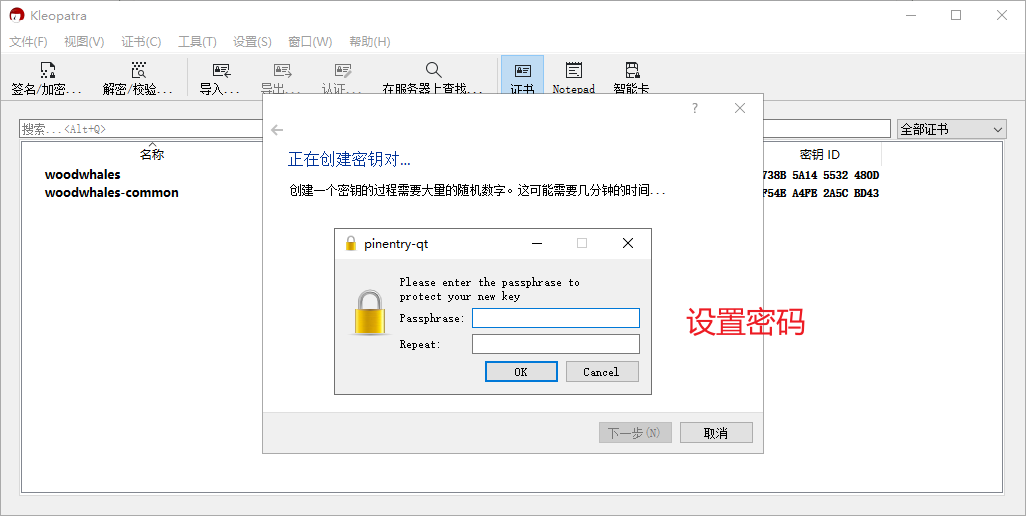 Kleopatra
文件(F) 视图(V) 证书(C) 工具(T) 设置(S) 窗口(W) 帮助(H)
签名/加密... 解密/校验... 导入... 导出... 认证... 在服务器上查找... 证书 Notepad 智能卡
?
搜索...<Alt+Q>
全部证书
名称
密钥 ID
woodwhales
738B 5A14 5532 480D
woodwhales-common
F54E A4FE 2A5C BD43
正在创建密钥对...
创建一个密钥的过程需要大量的随机数字。这可能需要几分钟的时间...
pinentry-qt
Please enter the passphrase to
protect your new key
Passphrase:
Repeat:
OK Cancel
设置密码
下一步(N) 取消